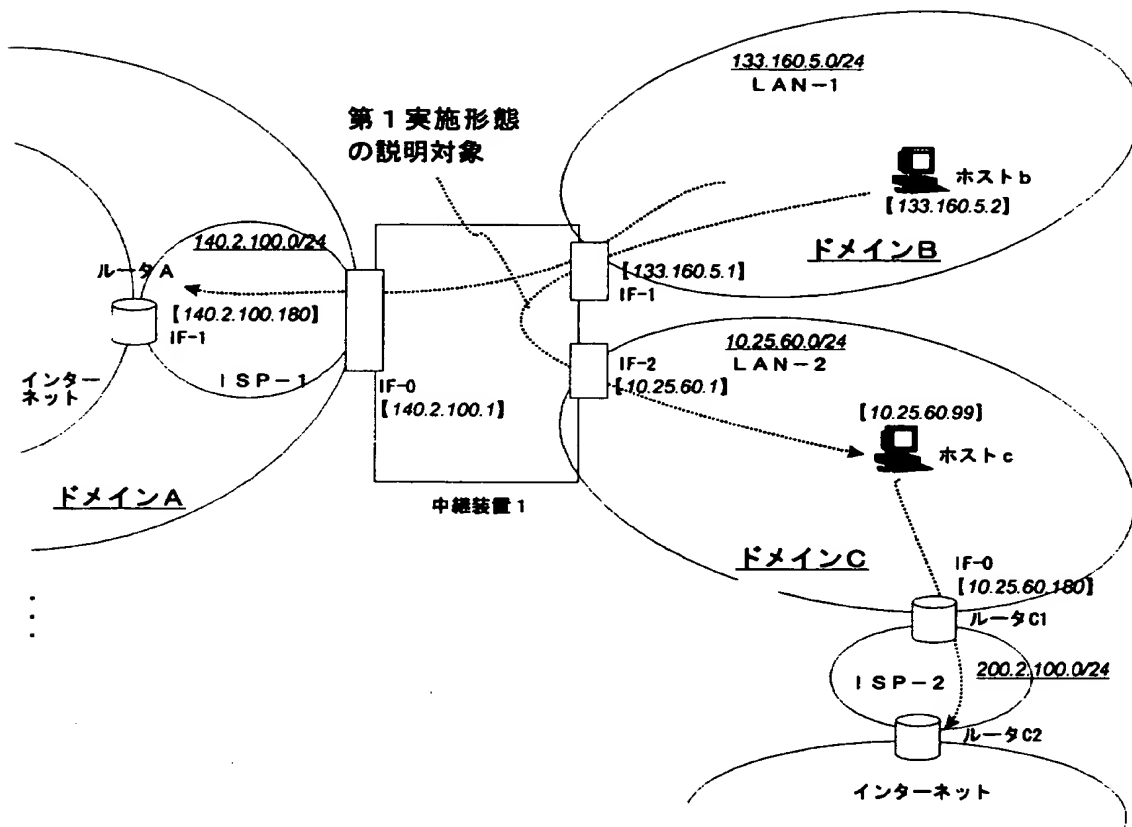 133.160.5.0/24
LAN-1
第1実施形態
の説明対象
ホストb
【133.160.5.2】
ドメインB
140.2.100.0/24
ルータA
【140.2.100.180】
IF-1
【133.160.5.1】
IF-1
10.25.60.0/24
LAN-2
IF-2
【10.25.60.1】
インター
ネット
ISP-1
IF-0
【140.2.100.1】
【10.25.60.99】
ホストc
ドメインA
中継装置1
ドメインC
IF-0
【10.25.60.180】
ルータC1
ISP-2
200.2.100.0/24
ルータC2
インターネット